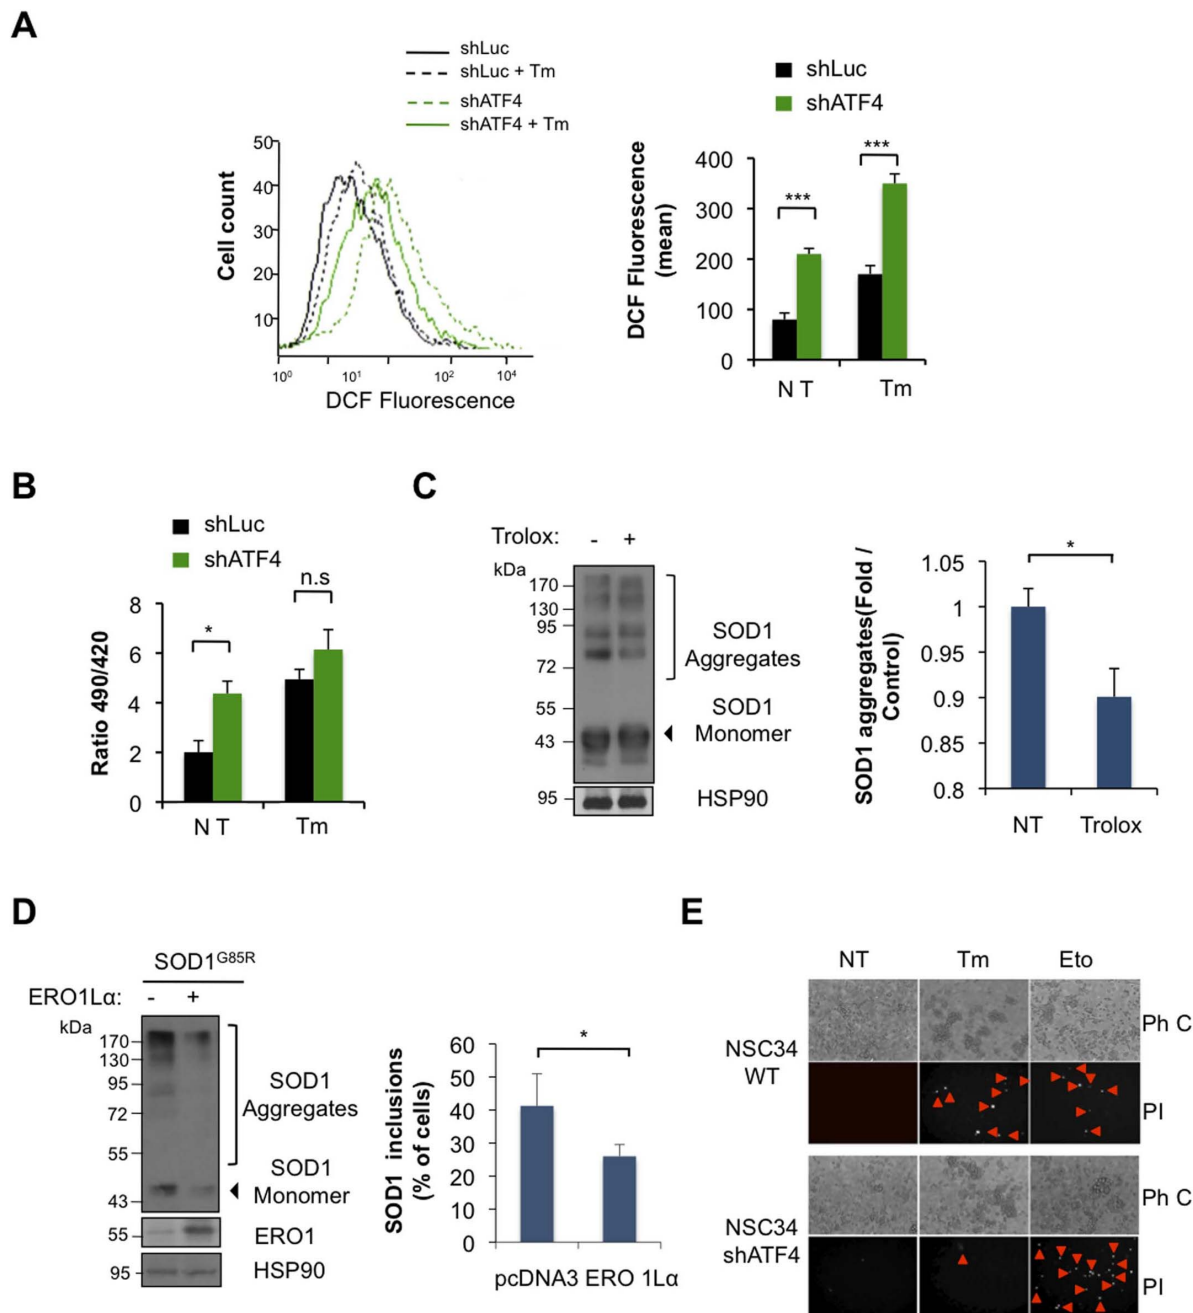 A
shLuc
shLuc + Tm
shATF4
shATF4 + Tm
50
40
30
20
10
Cell count
10⁰
10¹
10²
10⁴
DCF Fluorescence
shLuc
shATF4
DCF Fluorescence
(mean)
400
300
200
100
0
***
***
N T
Tm
B
shLuc
shATF4
Ratio 490/420
8
6
4
2
0
*
n.s
N T
Tm
C
Trolox:
-
+
kDa
170
130
95
72
55
43
95
SOD1
Aggregates
SOD1
Monomer
HSP90
SOD1 aggregates(Fold /
Control)
1.05
1
0.95
0.9
0.85
0.8
*
NT
Trolox
D
SOD1ᴳ⁸⁵ᴿ
ERO1Lα:
-
+
kDa
170
130
95
72
55
43
55
95
SOD1
Aggregates
SOD1
Monomer
ERO1
HSP90
SOD1 inclusions
(% of cells)
60
50
40
30
20
10
0
*
pcDNA3 ERO 1Lα
E
NT
Tm
Eto
NSC34
WT
Ph C
PI
NSC34
shATF4
Ph C
PI